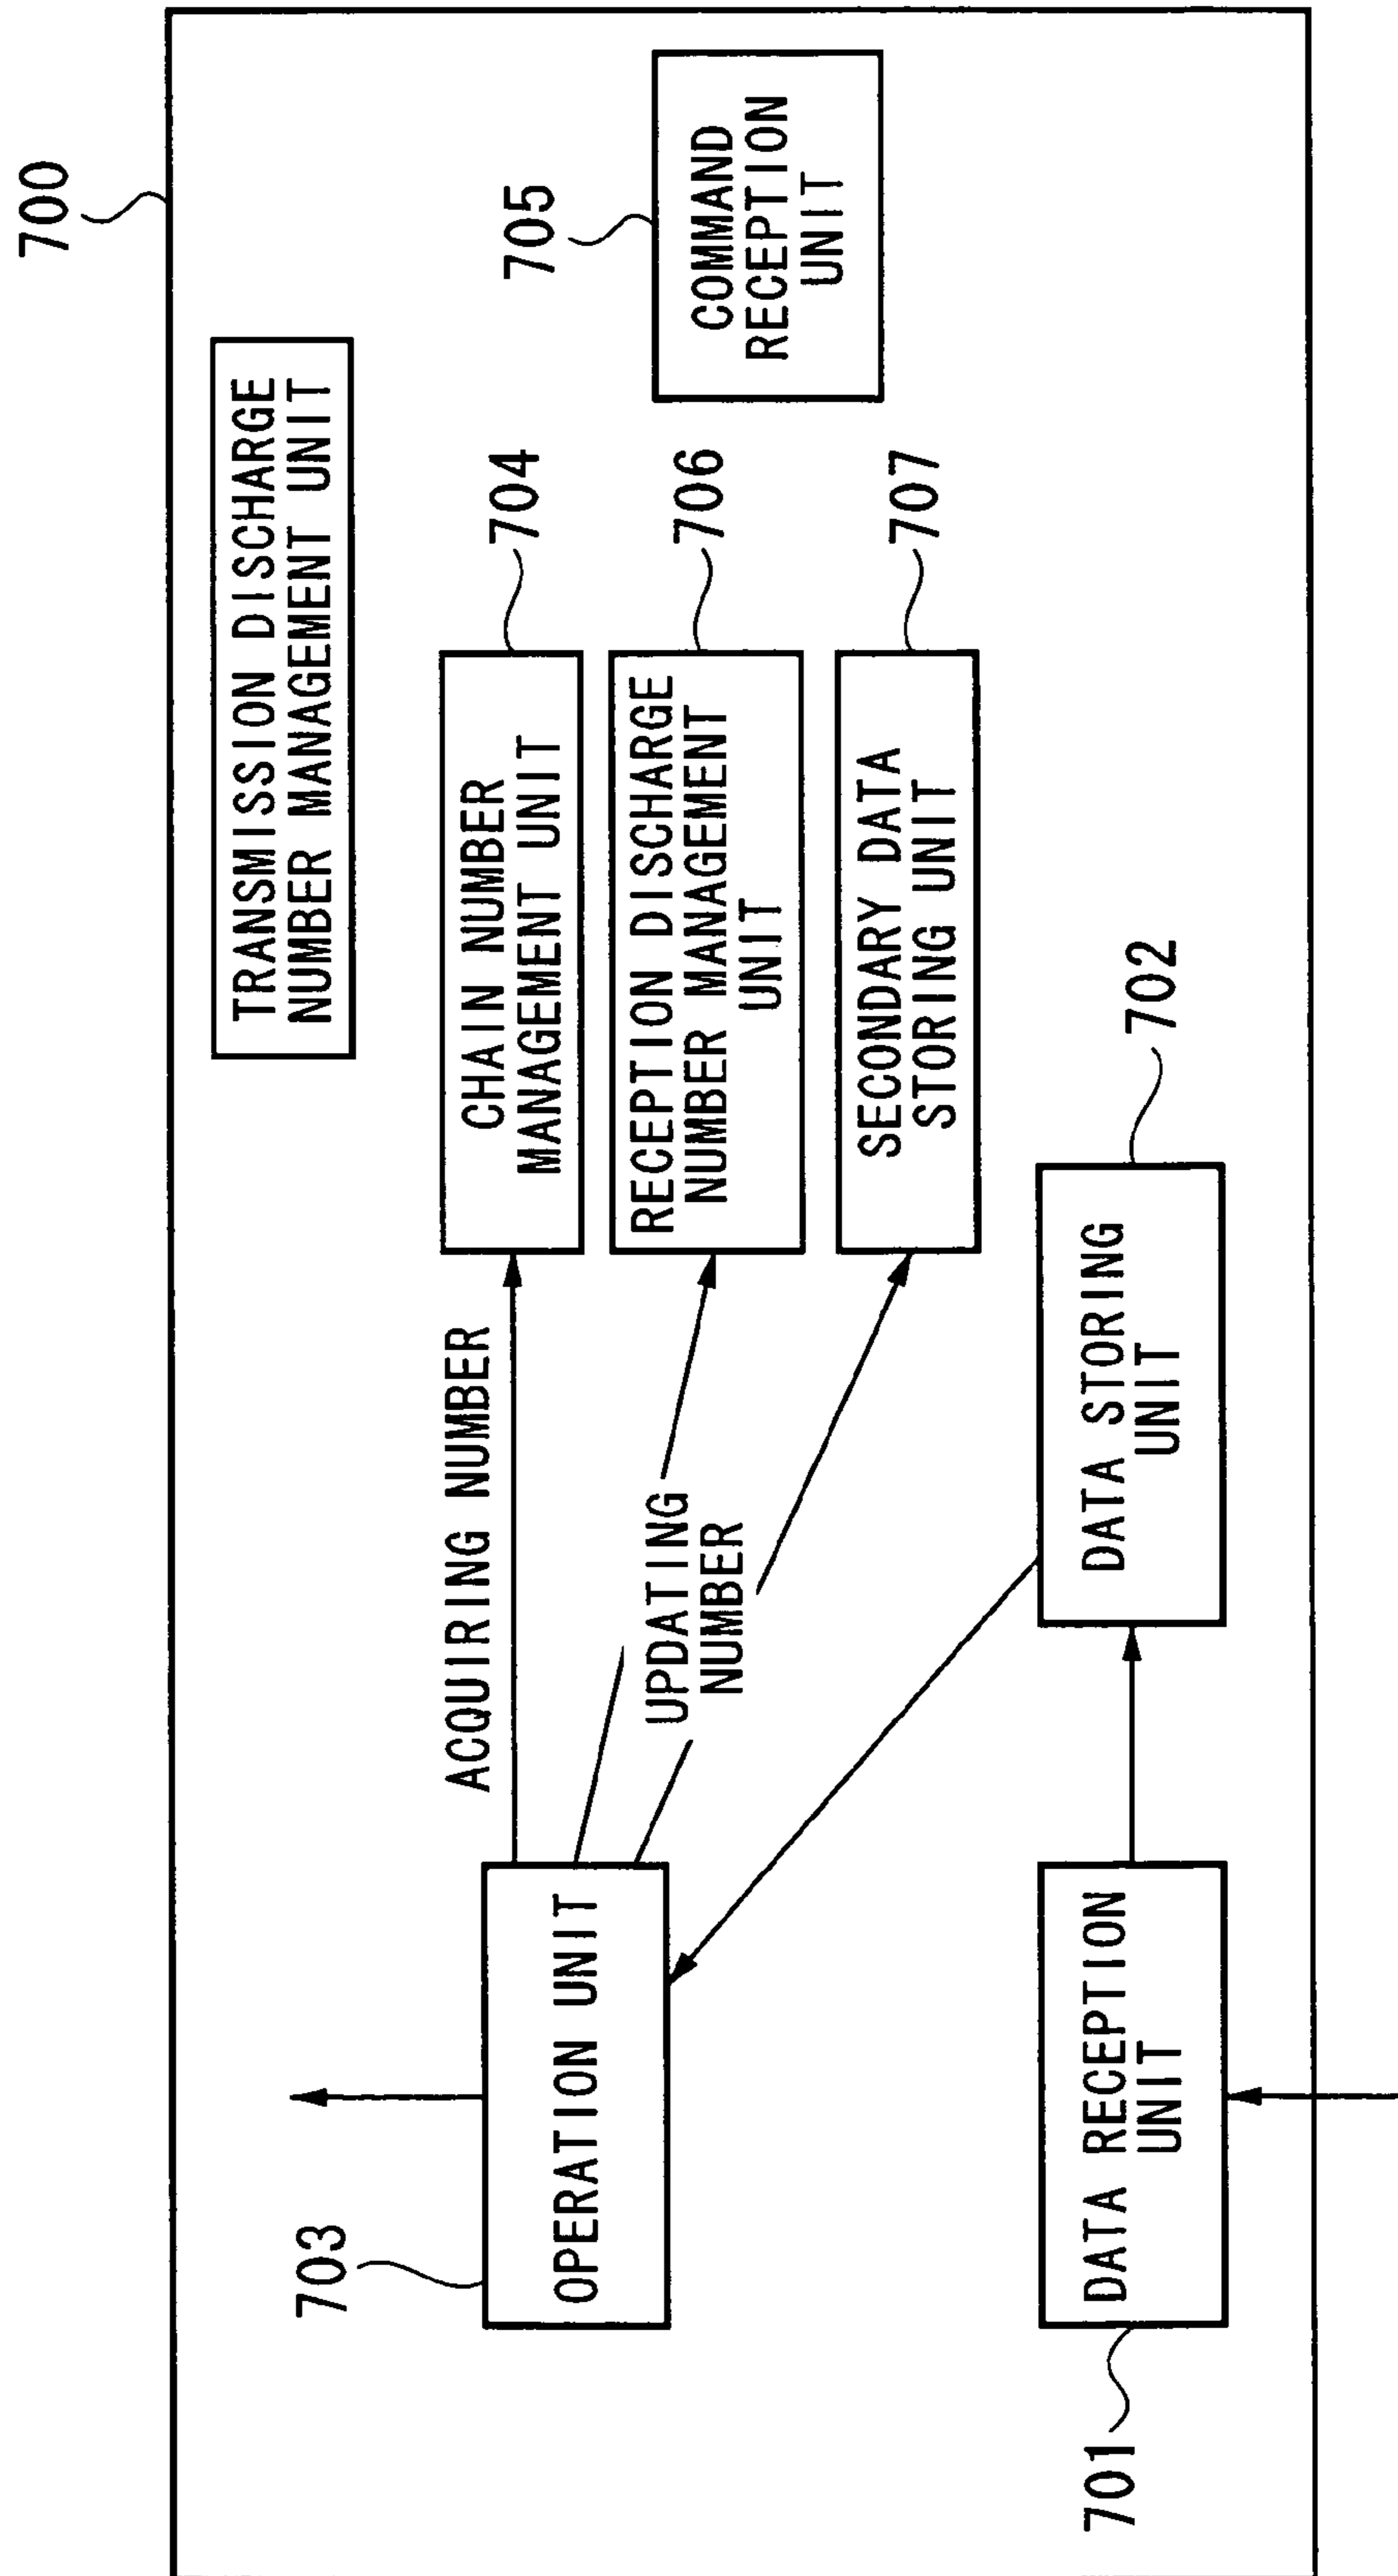 700
TRANSMISSION DISCHARGE
NUMBER MANAGEMENT UNIT
703
OPERATION UNIT
ACQUIRING NUMBER
CHAIN NUMBER
MANAGEMENT UNIT
704
705
COMMAND
RECEPTION
UNIT
UPDATING
NUMBER
RECEPTION DISCHARGE
NUMBER MANAGEMENT
UNIT
706
SECONDARY DATA
STORING UNIT
707
701
DATA RECEPTION
UNIT
DATA STORING
UNIT
702